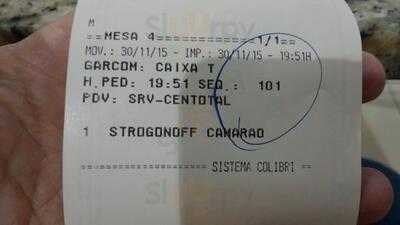 M
==MESA 4==============1/1==
MOV.: 30/11/15 - IMP.: 30/11/15 - 19:51H
GARCOM: CAIXA T
H.PED: 19:51 SEQ.: 101
PDV: SRV-CENTOTAL
1 STROGONOFF CAMARAO
==================== SISTEMA COLIBRI ==